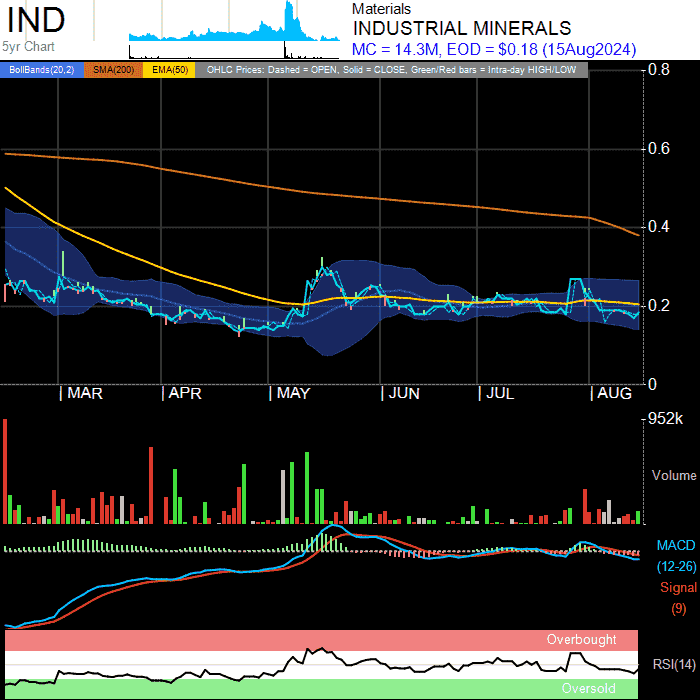 IND
5yr Chart
Materials
INDUSTRIAL MINERALS
MC = 14.3M, EOD = $0.18 (15Aug2024)
BollBands(20,2) SMA(200) EMA(50) OHLC Prices: Dashed = OPEN, Solid = CLOSE, Green/Red bars = Intra-day HIGH/LOW
0.8
0.6
0.4
0.2
0
MAR APR MAY JUN JUL AUG
952k
Volume
MACD
(12-26)
Signal
(9)
Overbought
RSI(14)
Oversold